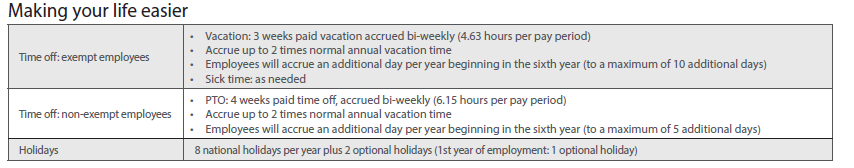 Making your life easier
Time off: exempt employees
• Vacation: 3 weeks paid vacation accrued bi-weekly (4.63 hours per pay period)
• Accrue up to 2 times normal annual vacation time
• Employees will accrue an additional day per year beginning in the sixth year (to a maximum of 10 additional days)
• Sick time: as needed
Time off: non-exempt employees
• PTO: 4 weeks paid time off, accrued bi-weekly (6.15 hours per pay period)
• Accrue up to 2 times normal annual vacation time
• Employees will accrue an additional day per year beginning in the sixth year (to a maximum of 5 additional days)
Holidays
8 national holidays per year plus 2 optional holidays (1st year of employment: 1 optional holiday)